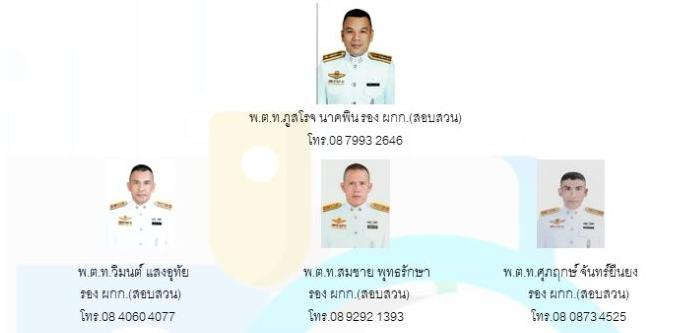 พ.ต.ท.ภูสโรจ นาคพิน รอง ผกก.(สอบสวน)
โทร.08 7993 2646
พ.ต.ท.วิมนต์ แสงอุทัย
รอง ผกก.(สอบสวน)
โทร.08 4060 4077
พ.ต.ท.สมชาย พุทธรักษา
รอง ผกก.(สอบสวน)
โทร.08 9292 1393
พ.ต.ท.ศุภฤกษ์ จันทร์ยืนยง
รอง ผกก.(สอบสวน)
โทร.08 0873 4525